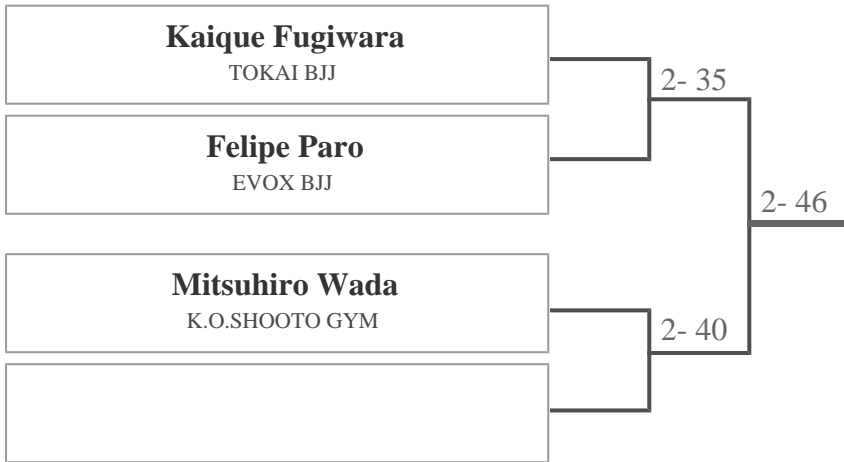 Kaique Fugiwara
TOKAI BJJ
2- 35
Felipe Paro
EVOX BJJ
2- 46
Mitsuhiro Wada
K.O.SHOOTO GYM
2- 40